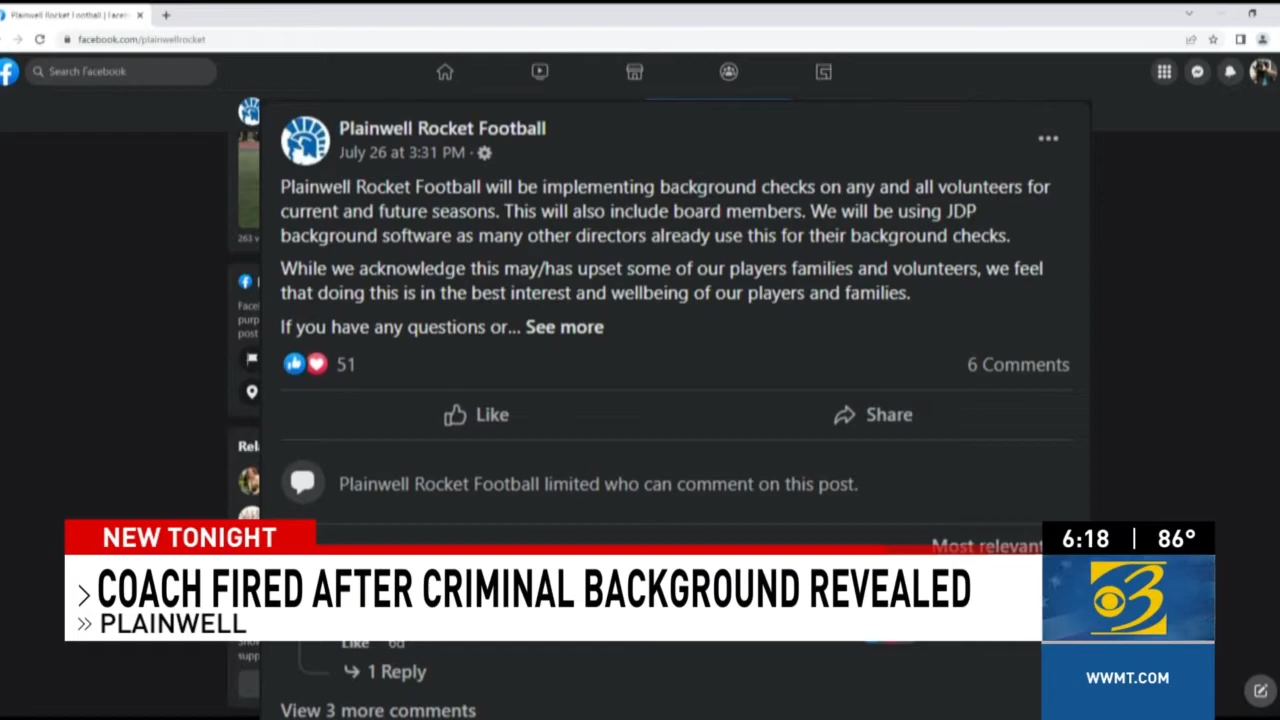 Plainwell Rocket Football | Faceb
facebook.com/plainwellrocket
Search Facebook
Plainwell Rocket Football
July 26 at 3:31 PM ·
Plainwell Rocket Football will be implementing background checks on any and all volunteers for
current and future seasons. This will also include board members. We will be using JDP
background software as many other directors already use this for their background checks.
While we acknowledge this may/has upset some of our players families and volunteers, we feel
that doing this is in the best interest and wellbeing of our players and families.
If you have any questions or... See more
51
6 Comments
Like
Share
Plainwell Rocket Football limited who can comment on this post.
Most relevant
263 v
Face
purp
post
Rel
supp
NEW TONIGHT
COACH FIRED AFTER CRIMINAL BACKGROUND REVEALED
PLAINWELL
6:18 | 86°
3
WWMT.COM
Like 6d
1 Reply
View 3 more comments